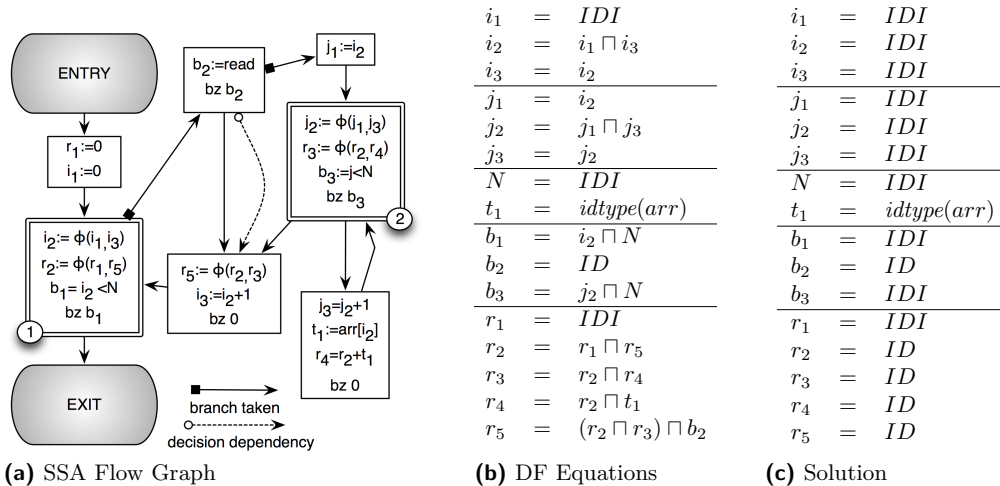 ENTRY
r₁:=0
i₁:=0
i₂:= ϕ(i₁,i₃)
r₂:= ϕ(r₁,r₅)
b₁= i₂ <N
bz b₁
1
EXIT
b₂:=read
bz b₂
r₅:= ϕ(r₂,r₃)
i₃:=i₂+1
bz 0
j₁:=i₂
j₂:= ϕ(j₁,j₃)
r₃:= ϕ(r₂,r₄)
b₃:=j<N
bz b₃
2
j₃=j₂+1
t₁:=arr[i₂]
r₄=r₂+t₁
bz 0
branch taken
decision dependency
(a) SSA Flow Graph
i₁ = IDI
i₂ = i₁ ⊓ i₃
i₃ = i₂
j₁ = i₂
j₂ = j₁ ⊓ j₃
j₃ = j₂
N = IDI
t₁ = idtype(arr)
b₁ = i₂ ⊓ N
b₂ = ID
b₃ = j₂ ⊓ N
r₁ = IDI
r₂ = r₁ ⊓ r₅
r₃ = r₂ ⊓ r₄
r₄ = r₂ ⊓ t₁
r₅ = (r₂ ⊓ r₃) ⊓ b₂
(b) DF Equations
i₁ = IDI
i₂ = IDI
i₃ = IDI
j₁ = IDI
j₂ = IDI
j₃ = IDI
N = IDI
t₁ = idtype(arr)
b₁ = IDI
b₂ = ID
b₃ = IDI
r₁ = IDI
r₂ = ID
r₃ = ID
r₄ = ID
r₅ = ID
(c) Solution